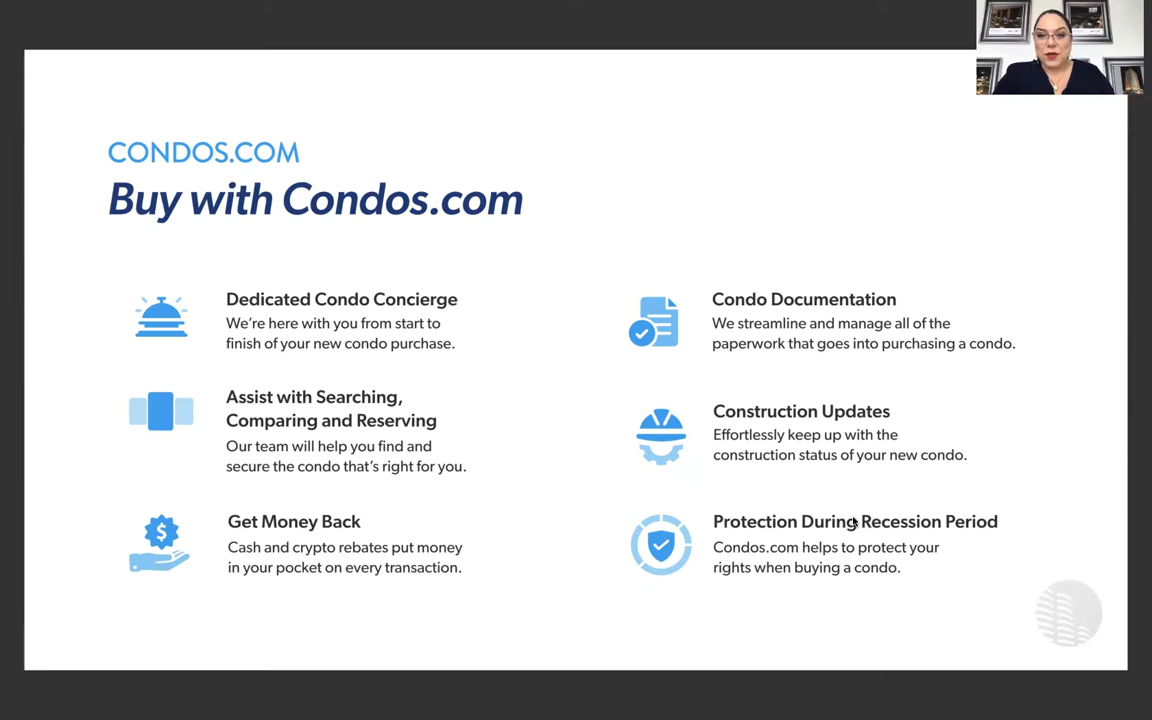 CONDOS.COM
Buy with Condos.com
Dedicated Condo Concierge
We're here with you from start to
finish of your new condo purchase.
Assist with Searching,
Comparing and Reserving
Our team will help you find and
secure the condo that's right for you.
Get Money Back
Cash and crypto rebates put money
in your pocket on every transaction.
Condo Documentation
We streamline and manage all of the
paperwork that goes into purchasing a condo.
Construction Updates
Effortlessly keep up with the
construction status of your new condo.
Protection During Recession Period
Condos.com helps to protect your
rights when buying a condo.
$